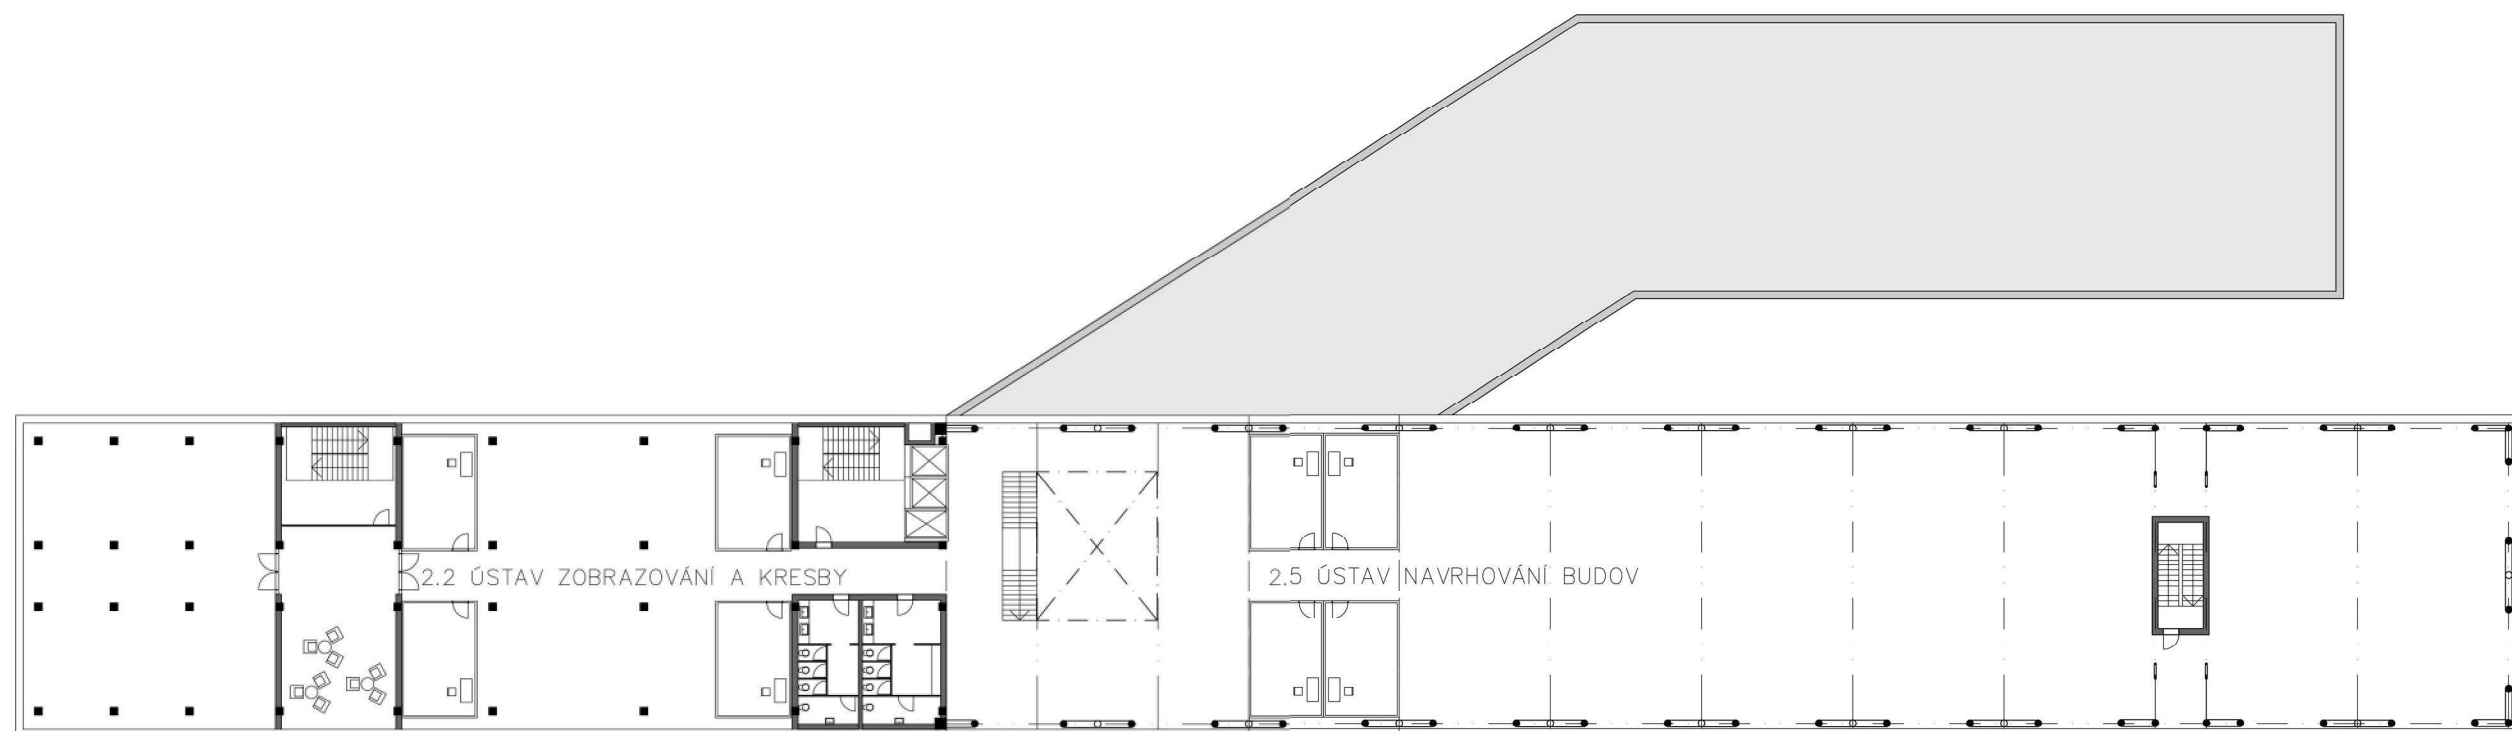 2.2 ÚSTAV ZOBRAZOVÁNÍ A KRESBY
2.5 ÚSTAV NAVRHOVÁNÍ BUDOV